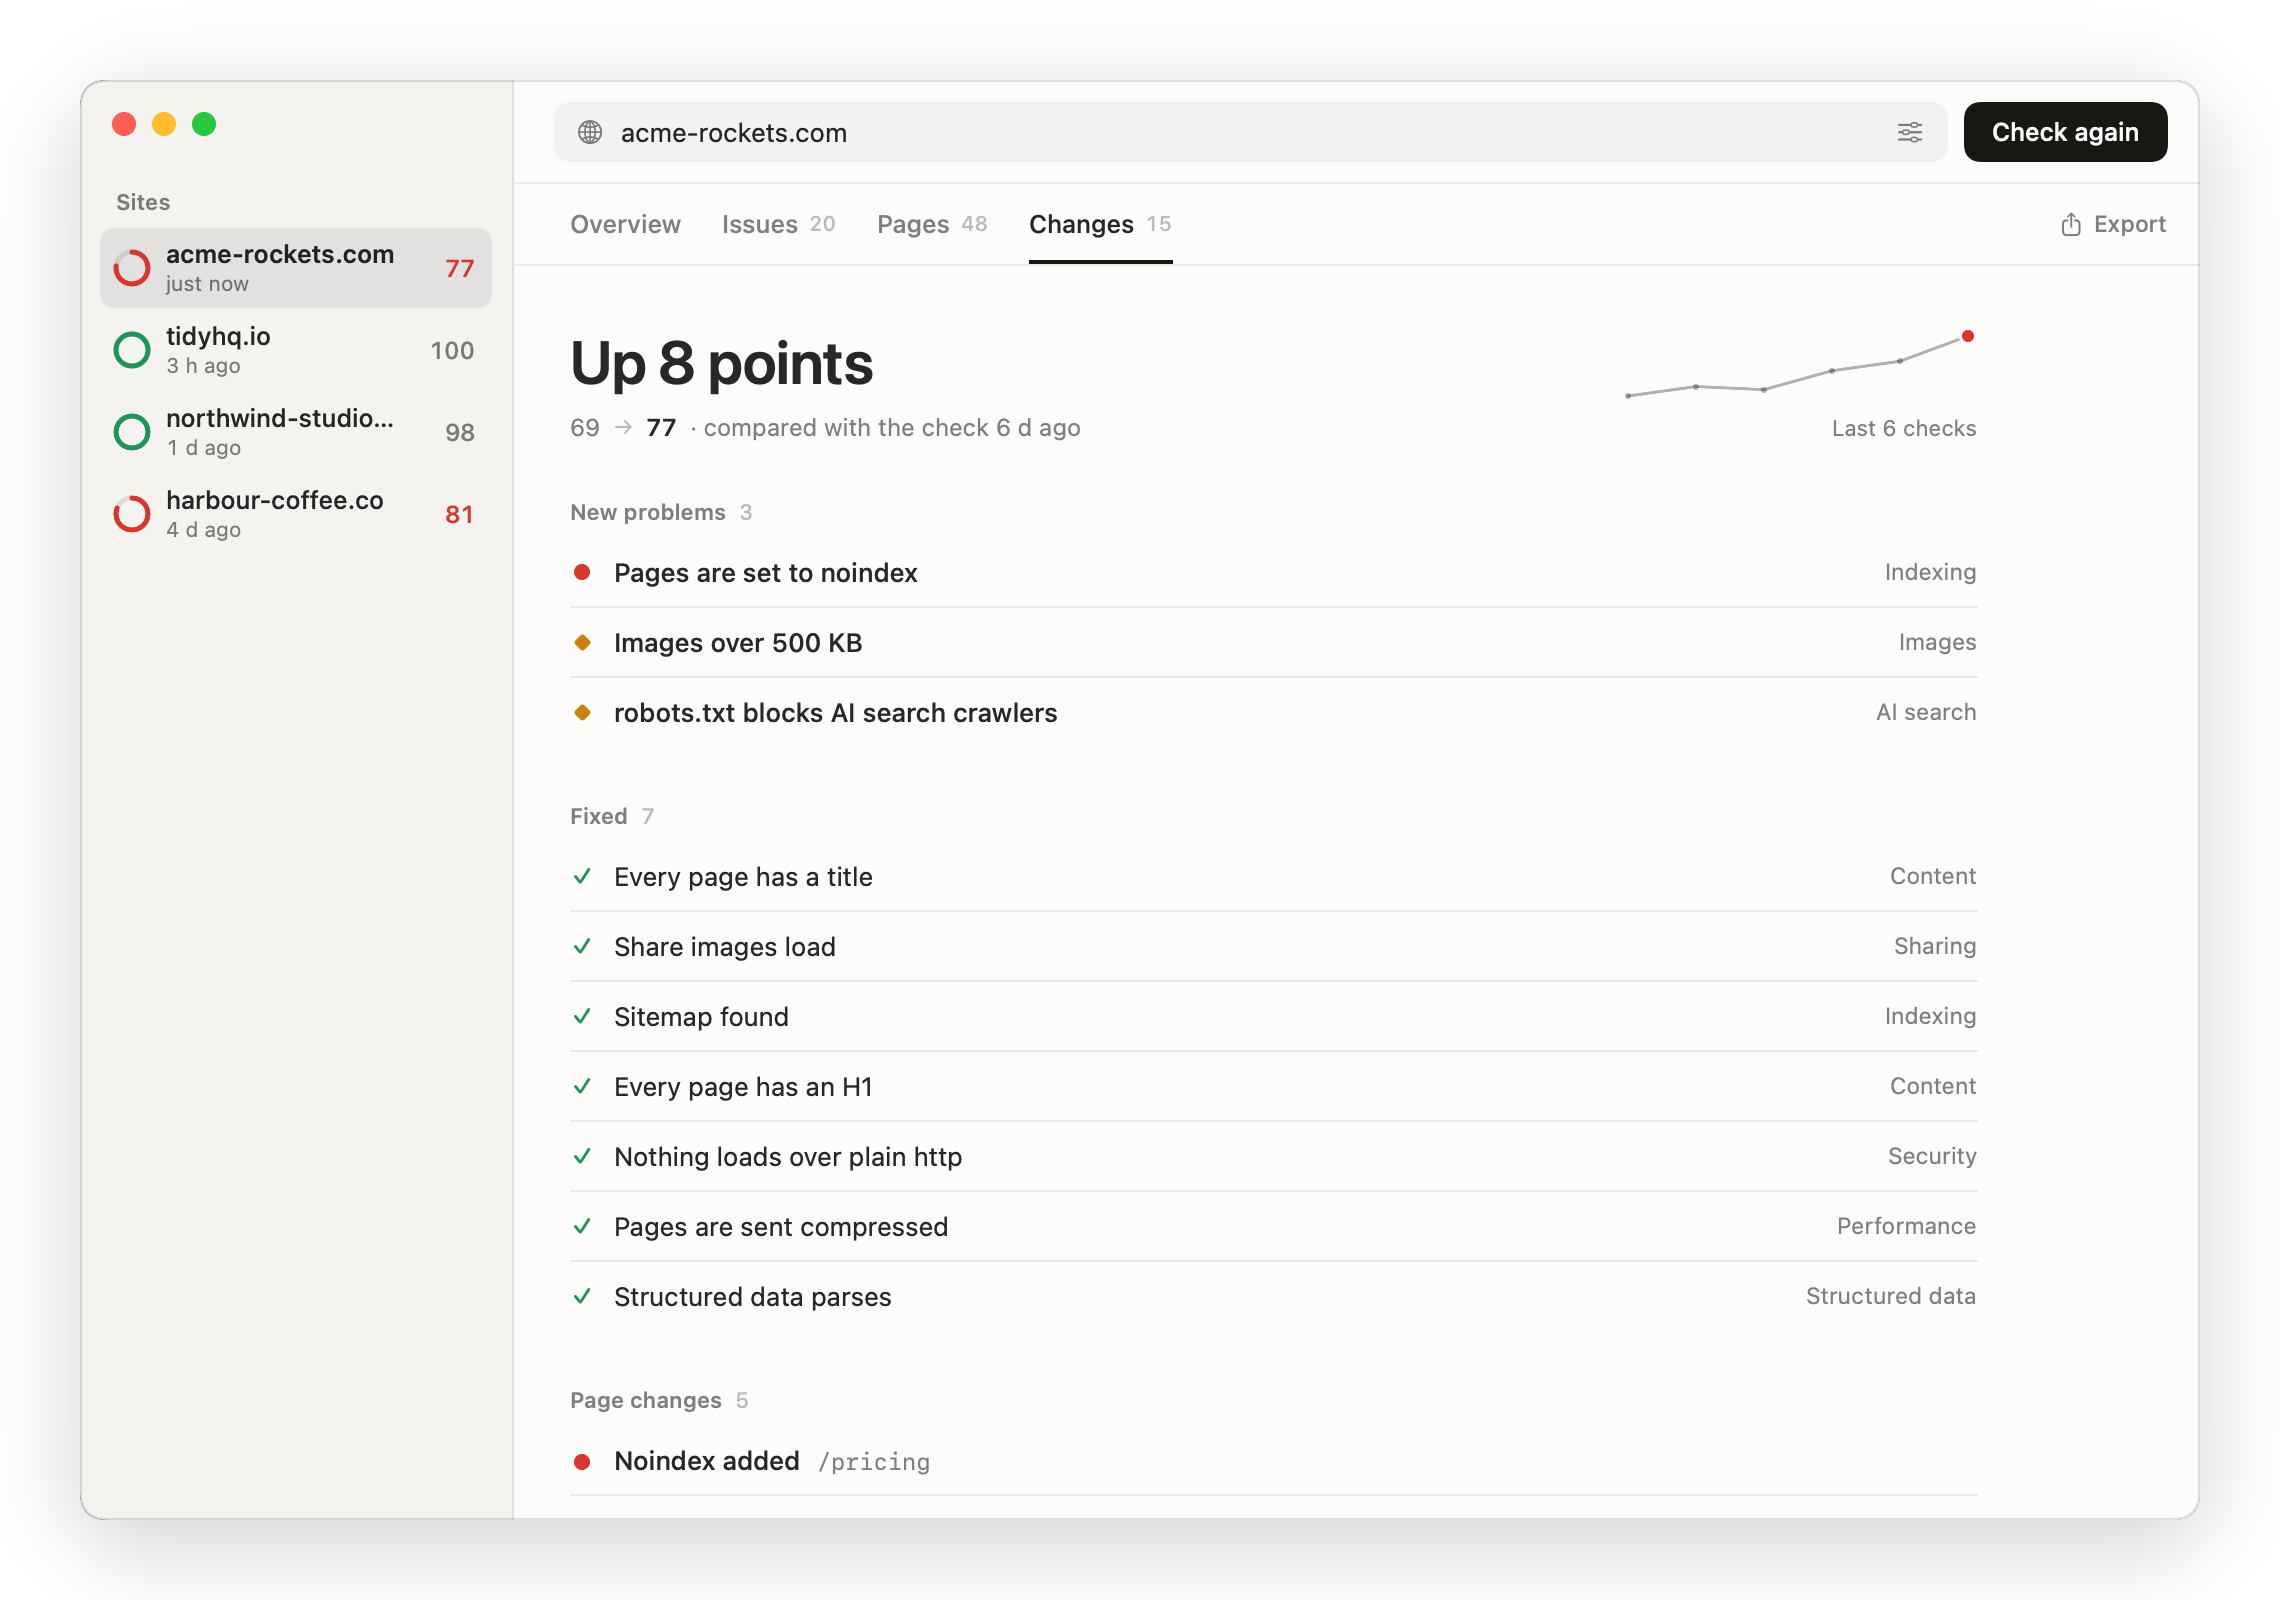 Sites
acme-rockets.com
just now
77
tidyhq.io
3 h ago
100
northwind-studio...
1 d ago
98
harbour-coffee.co
4 d ago
81
acme-rockets.com
Check again
Overview Issues 20 Pages 48 Changes 15
Export
Up 8 points
69 → 77 · compared with the check 6 d ago
Last 6 checks
New problems 3
Pages are set to noindex Indexing
Images over 500 KB Images
robots.txt blocks AI search crawlers AI search
Fixed 7
Every page has a title Content
Share images load Sharing
Sitemap found Indexing
Every page has an H1 Content
Nothing loads over plain http Security
Pages are sent compressed Performance
Structured data parses Structured data
Page changes 5
Noindex added /pricing